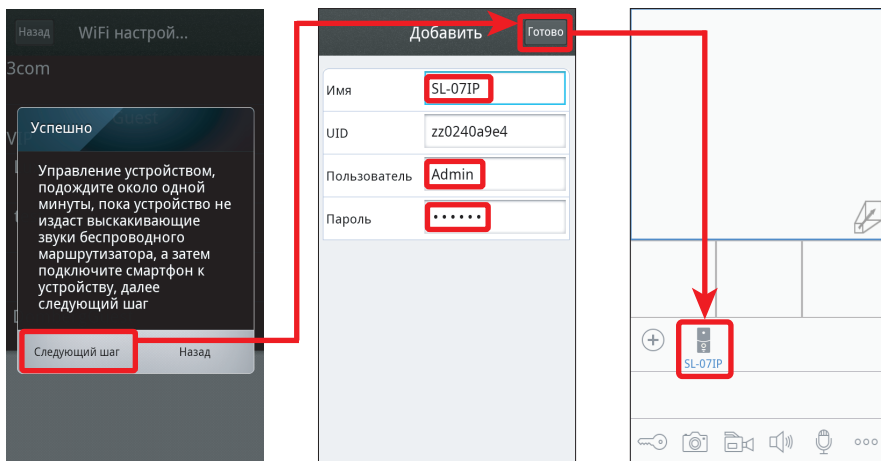 Назад
WiFi настрой...
3com
Guest
Успешно
Управление устройством,
подождите около одной
минуты, пока устройство не
издаст выскакивающие
звуки беспроводного
маршрутизатора, а затем
подключите смартфон к
устройству, далее
следующий шаг
Следующий шаг
Назад
Добавить
Готово
Имя
SL-07IP
UID
zz0240a9e4
Пользователь
Admin
Пароль
••••••
SL-07IP